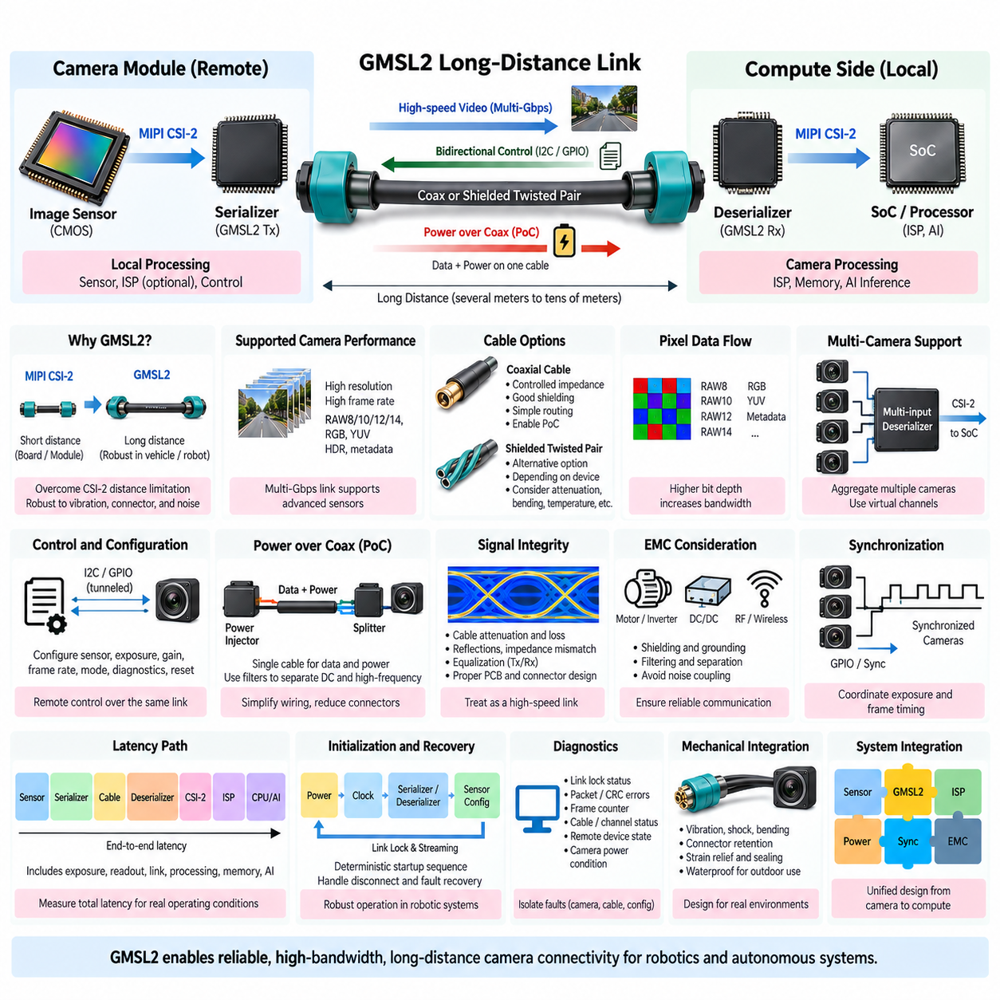 Camera Module (Remote)
MIPI CSI-2
Image Sensor
(CMOS)
Serializer
(GMSL2 Tx)
Local Processing
Sensor, ISP (optional), Control
GMSL2 Long-Distance Link
High-speed Video (Multi-Gbps)
Bidirectional Control (I2C / GPIO)
Coax or Shielded Twisted Pair
Power over Coax (PoC)
Data + Power on one cable
Long Distance (several meters to tens of meters)
Compute Side (Local)
MIPI CSI-2
SoC
Deserializer
(GMSL2 Rx)
SoC / Processor
(ISP, AI)
Camera Processing
ISP, Memory, AI Inference
Why GMSL2?
MIPI CSI-2
GMSL2
Short distance
(Board / Module)
Long distance
(Robust in vehicle / robot)
Overcome CSI-2 distance limitation
Robust to vibration, connector, and noise
Supported Camera Performance
High resolution
High frame rate
RAW8/10/12/14,
RGB, YUV
HDR, metadata
Multi-Gbps link supports
advanced sensors
Cable Options
Coaxial Cable
• Controlled impedance
• Good shielding
• Simple routing
• Enable PoC
Shielded Twisted Pair
• Alternative option
• Depending on device
• Consider attenuation,
bending, temperature, etc.
Pixel Data Flow
RAW8 RGB
RAW10 YUV
RAW12 Metadata
RAW14 ...
Higher bit depth
increases bandwidth
Multi-Camera Support
Multi-input
Deserializer
CSI-2
to SoC
Aggregate multiple cameras
Use virtual channels
Control and Configuration
I2C / GPIO
(tunneled)
Configure sensor, exposure, gain,
frame rate, mode, diagnostics, reset
Remote control over the same link
Power over Coax (PoC)
Data + Power
Power
Injector
Splitter
Single cable for data and power
Use filters to separate DC and high-frequency
Simplify wiring, reduce connectors
Signal Integrity
• Cable attenuation and loss
• Reflections, impedance mismatch
• Equalization (Tx/Rx)
• Proper PCB and connector design
Treat as a high-speed link
EMC Consideration
Motor / Inverter
DC/DC
RF / Wireless
• Shielding and grounding
• Filtering and separation
• Avoid noise coupling
Ensure reliable communication
Synchronization
Synchronized
Cameras
GPIO / Sync
Coordinate exposure and
frame timing
Latency Path
Sensor
Serializer
Cable
Deserializer
CSI-2
ISP
CPU/AI
End-to-end latency
Includes exposure, readout, link, processing, memory, AI
Measure total latency for real operating conditions
Initialization and Recovery
Power
Clock
Serializer /
Deserializer
Sensor
Config
Link Lock & Streaming
Deterministic startup sequence
Handle disconnect and fault recovery
Robust operation in robotic systems
Diagnostics
• Link lock status
• Packet / CRC errors
• Frame counter
• Cable / channel status
• Remote device state
• Camera power
condition
Isolate faults (camera, cable, config)
Mechanical Integration
• Vibration, shock, bending
• Connector retention
• Strain relief and sealing
• Waterproof for outdoor use
Design for real environments
System Integration
Sensor
GMSL2
ISP
Power
Sync
EMC
Unified design from
camera to compute
GMSL2 enables reliable, high-bandwidth, long-distance camera connectivity for robotics and autonomous systems.